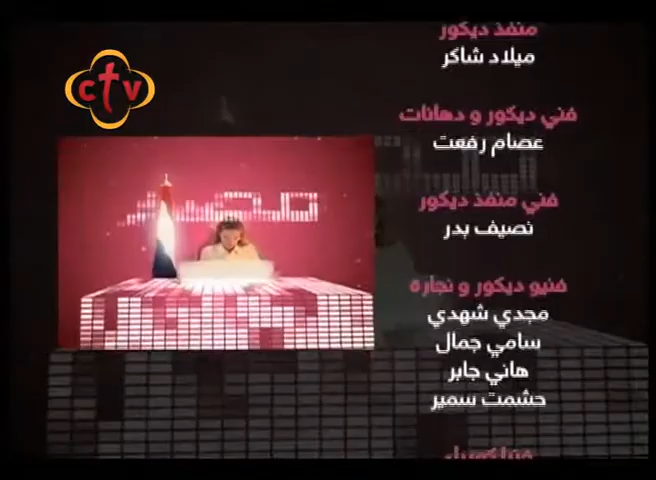 ctv
منفذ ديكور
ميلاد شاكر
فني ديكور و دهانات
عصام رفعت
فني منفذ ديكور
نصيف بدر
فنيو ديكور و نجارة
مجدي شهدي
سامي جمال
هاني جابر
حشمت سمير